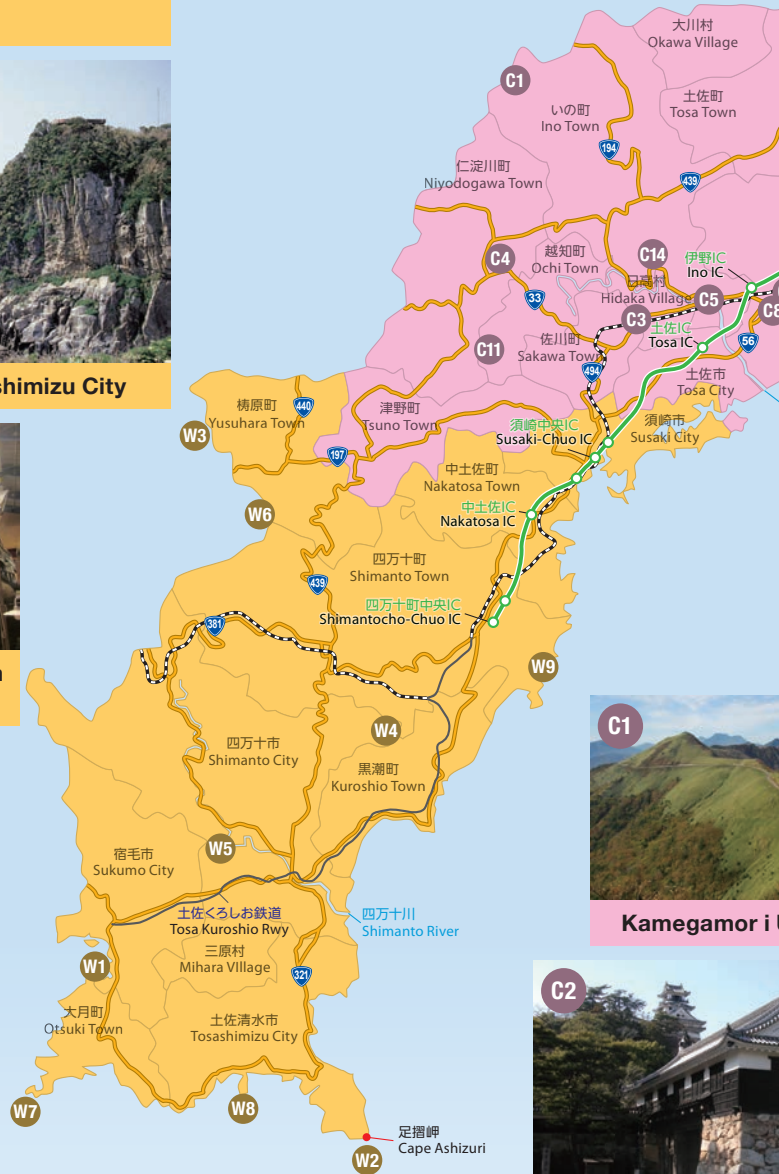 大川村
Okawa Village
C1
土佐町
Tosa Town
いの町
Ino Town
194
仁淀川町
Niyodogawa Town
439
越知町
Ochi Town
C14
C4
伊野IC
Ino IC
日高村
Hidaka Village
C5
33
C3
土佐IC
Tosa IC
56
佐川町
Sakawa Town
C11
494
土佐市
Tosa City
shimizu City
梼原町
Yusuhara Town
440
津野町
Tsuno Town
須崎中央IC
Susaki-Chuo IC
須崎市
Susaki City
W3
197
中土佐町
Nakatosa Town
中土佐IC
Nakatosa IC
W6
四万十町
Shimanto Town
439
四万十町中央IC
Shimantocho-Chuo IC
381
W9
W4
四万十市
Shimanto City
黒潮町
Kuroshio Town
C1
W5
宿毛市
Sukumo City
土佐くろしお鉄道
Tosa Kuroshio Rwy
四万十川
Shimanto River
Kamegamor i
三原村
Mihara VIllage
W1
321
C2
大月町
Otsuki Town
土佐清水市
Tosashimizu City
W7
W8
足摺岬
Cape Ashizuri
W2